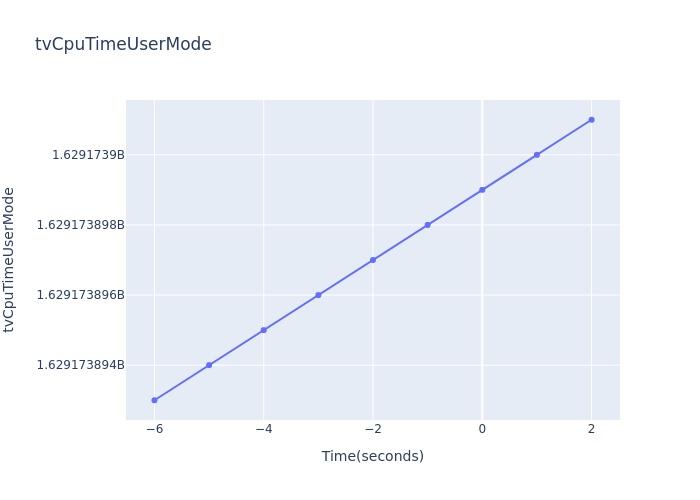 tvCpuTimeUserMode
tvCpuTimeUserMode
1.6291739B
1.629173898B
1.629173896B
1.629173894B
−6 −4 −2 0 2
Time(seconds)